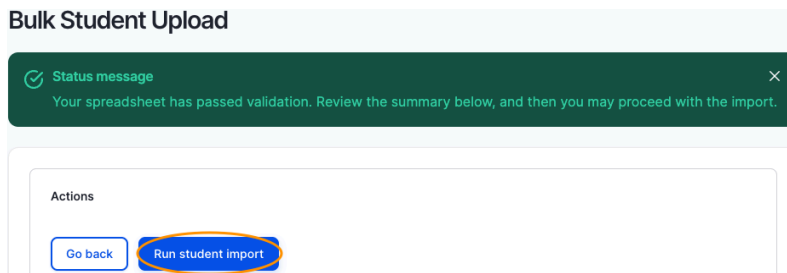 Bulk Student Upload
Status message
Your spreadsheet has passed validation. Review the summary below, and then you may proceed with the import.
Actions
Go back
Run student import